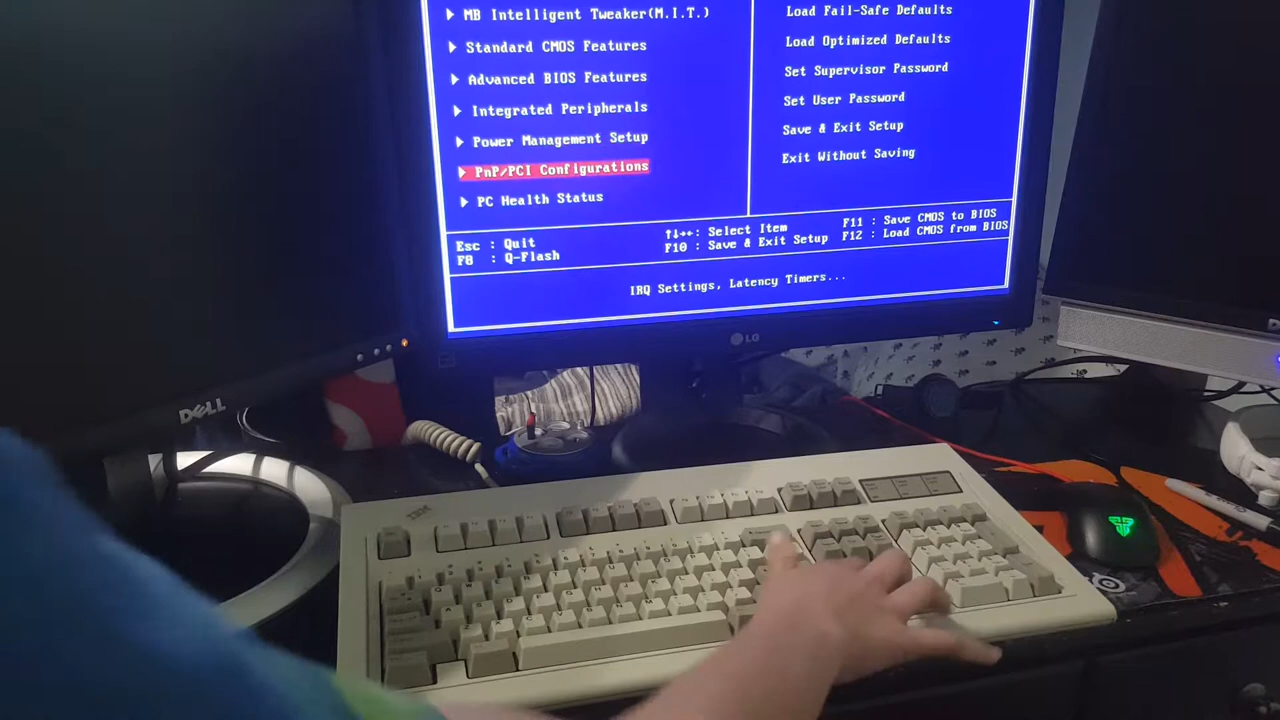 MB Intelligent Tweaker(M.I.T.)
Standard CMOS Features
Advanced BIOS Features
Integrated Peripherals
Power Management Setup
PnP/PCI Configurations
PC Health Status
Load Fail-Safe Defaults
Load Optimized Defaults
Set Supervisor Password
Set User Password
Save & Exit Setup
Exit Without Saving
Esc : Quit
F8 : Q-Flash
↑↓→←: Select Item
F10 : Save & Exit Setup
F11 : Save CMOS to BIOS
F12 : Load CMOS from BIOS
IRQ Settings, Latency Timers...
LG
DELL
IBM